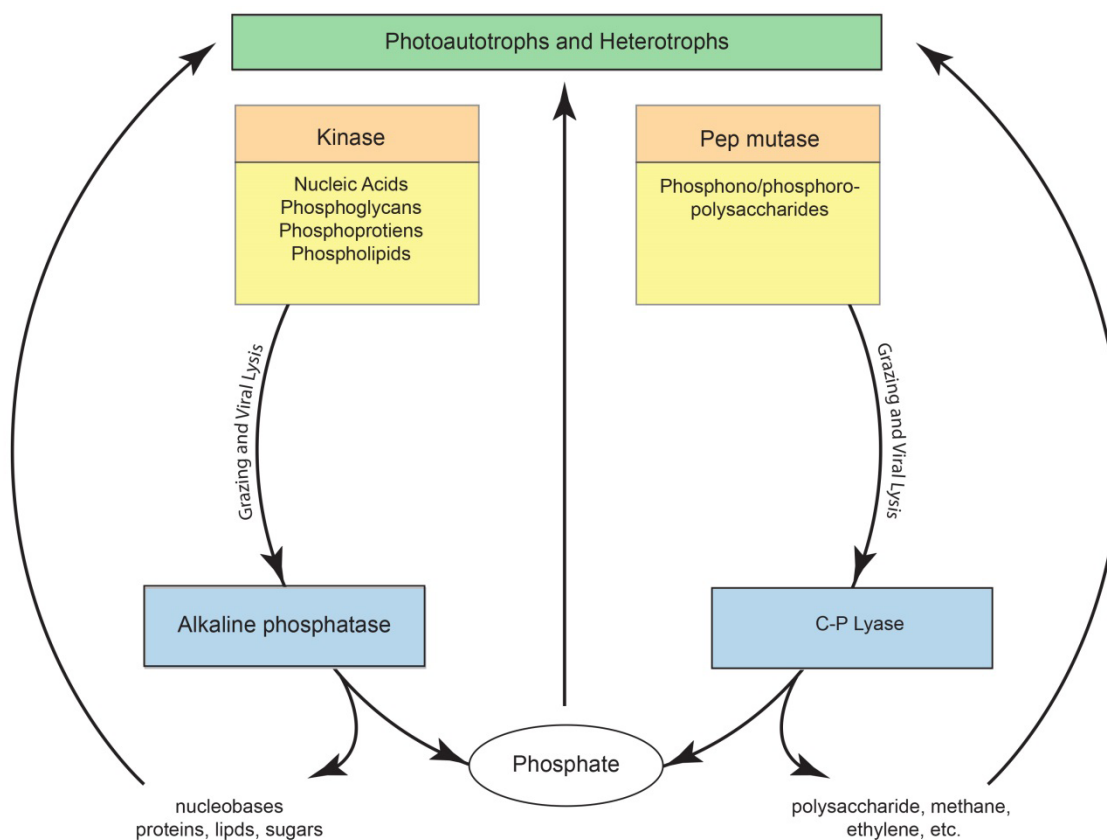 Photoautotrophs and Heterotrophs
Kinase
Nucleic Acids
Phosphoglycans
Phosphoprotiens
Phospholipids
Pep mutase
Phosphono/phosphoro-
polysaccharides
Grazing and Viral Lysis
Grazing and Viral Lysis
Alkaline phosphatase
C-P Lyase
Phosphate
nucleobases
proteins, lipds, sugars
polysaccharide, methane,
ethylene, etc.